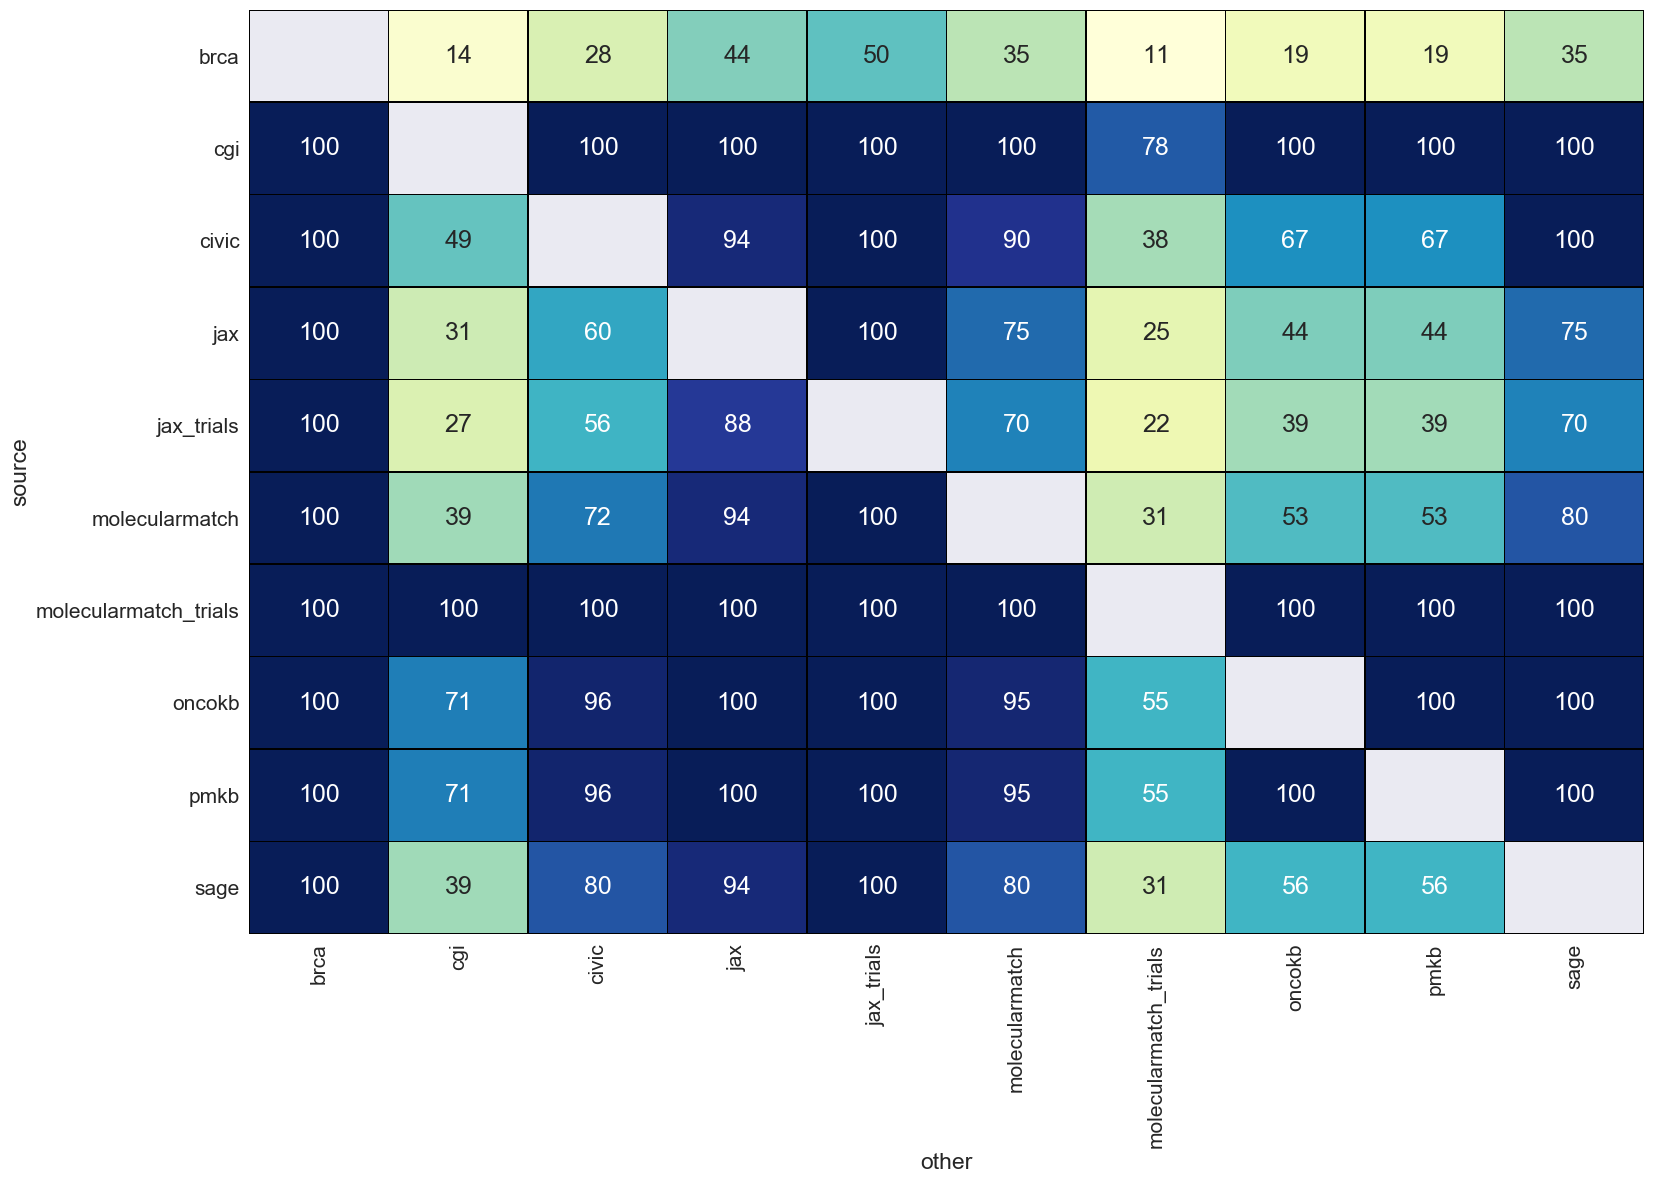 brca 14 28 44 50 35 11 19 19 35
cgi 100 100 100 100 100 78 100 100 100
civic 100 49 94 100 90 38 67 67 100
jax 100 31 60 100 75 25 44 44 75
jax_trials 100 27 56 88 70 22 39 39 70
molecularmatch 100 39 72 94 100 31 53 53 80
molecularmatch_trials 100 100 100 100 100 100 100 100 100
oncokb 100 71 96 100 100 95 55 100 100
pmkb 100 71 96 100 100 95 55 100 100
sage 100 39 80 94 100 80 31 56 56
source
brca cgi civic jax jax_trials molecularmatch molecularmatch_trials oncokb pmkb sage
other